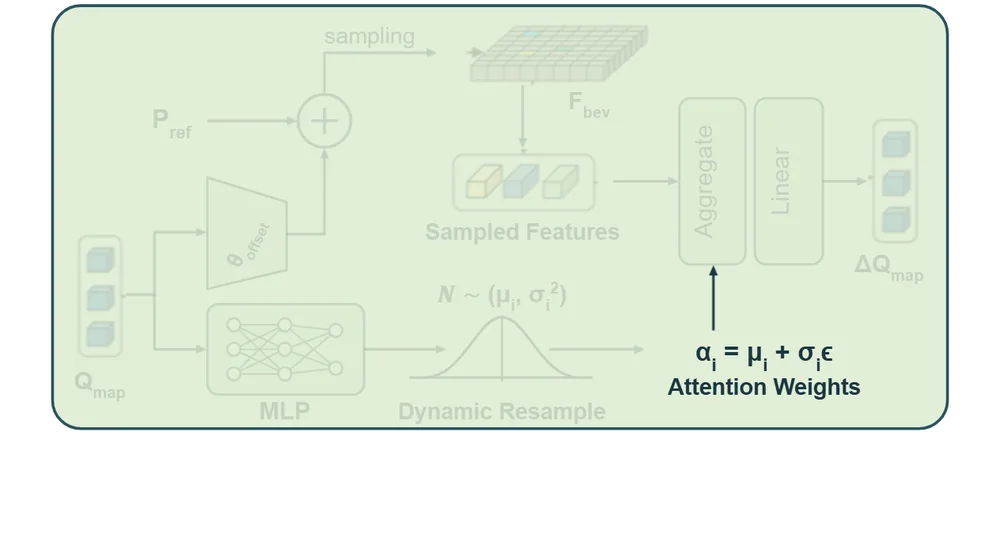 sampling
P_ref
F_bev
θ_offset
Sampled Features
Aggregate
Linear
ΔQ_map
Q_map
MLP
N ∼ (μ_i, σ_i^2)
Dynamic Resample
α_i = μ_i + σ_iϵ
Attention Weights